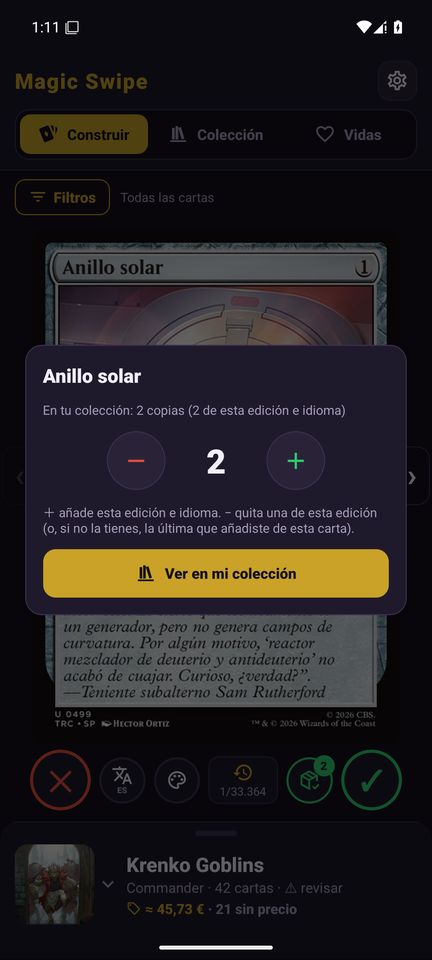 1:11
Magic Swipe
Construir
Colección
Vidas
Filtros
Todas las cartas
Anillo solar
1
Anillo solar
En tu colección: 2 copias (2 de esta edición e idioma)
− 2 +
+ añade esta edición e idioma. − quita una de esta edición
(o, si no la tienes, la última que añadiste de esta carta).
Ver en mi colección
un generador, pero no genera campos de
curvatura. Por algún motivo, ‘reactor
mezclador de deuterio y antideuterio’ no
acabó de cuajar. Curioso, ¿verdad?”.
—Teniente subalterno Sam Rutherford
U 0499
© 2026 CBS.
TRC • SP HECTOR ORTIZ
™ & © 2026 Wizards of the Coast
ES
1/33.364
2
Krenko Goblins
Commander · 42 cartas · ⚠ revisar
≈ 45,73 € · 21 sin precio